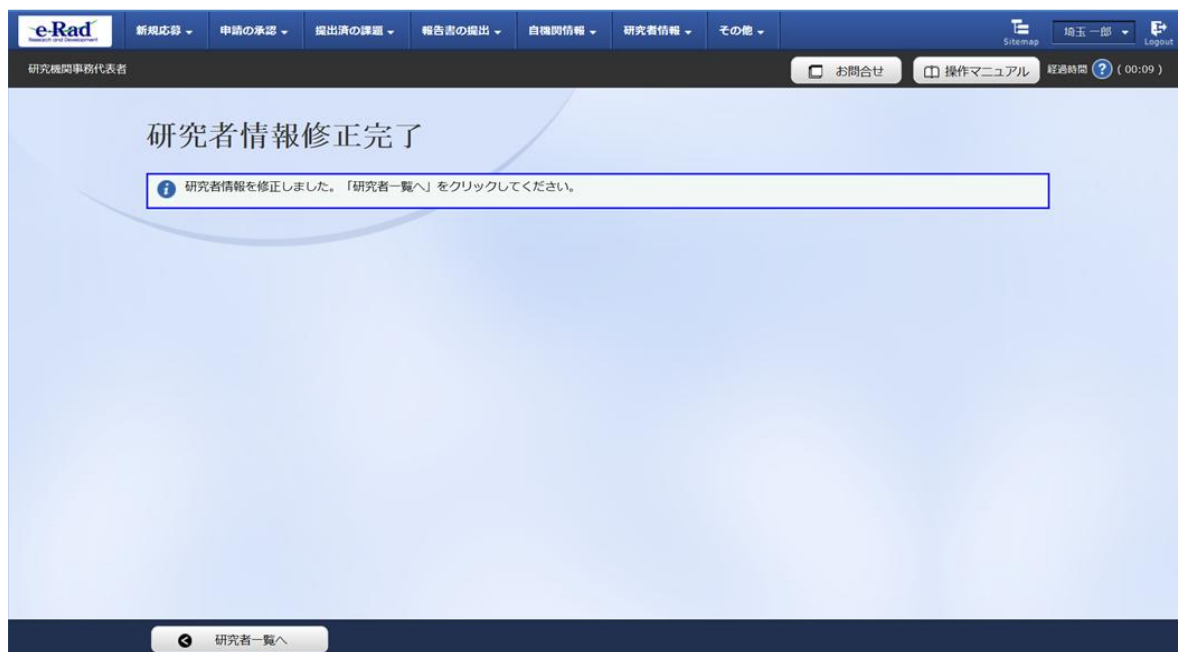 e-Rad
Research and Development
新規応募
申請の承認
提出済の課題
報告書の提出
自機関情報
研究者情報
その他
Sitemap
埼玉 一郎
Logout
研究機関事務代表者
お問合せ
操作マニュアル
経過時間 ? ( 00:09 )
研究者情報修正完了
研究者情報を修正しました。「研究者一覧へ」をクリックしてください。
研究者一覧へ